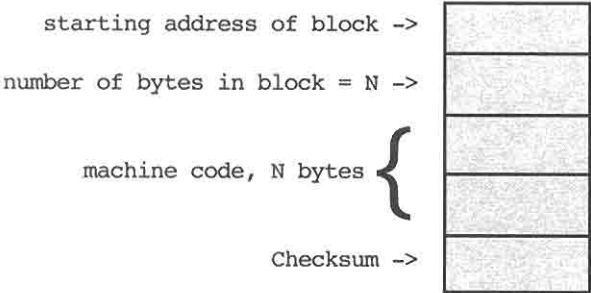 starting address of block ->
number of bytes in block = N ->
machine code, N bytes {
Checksum ->